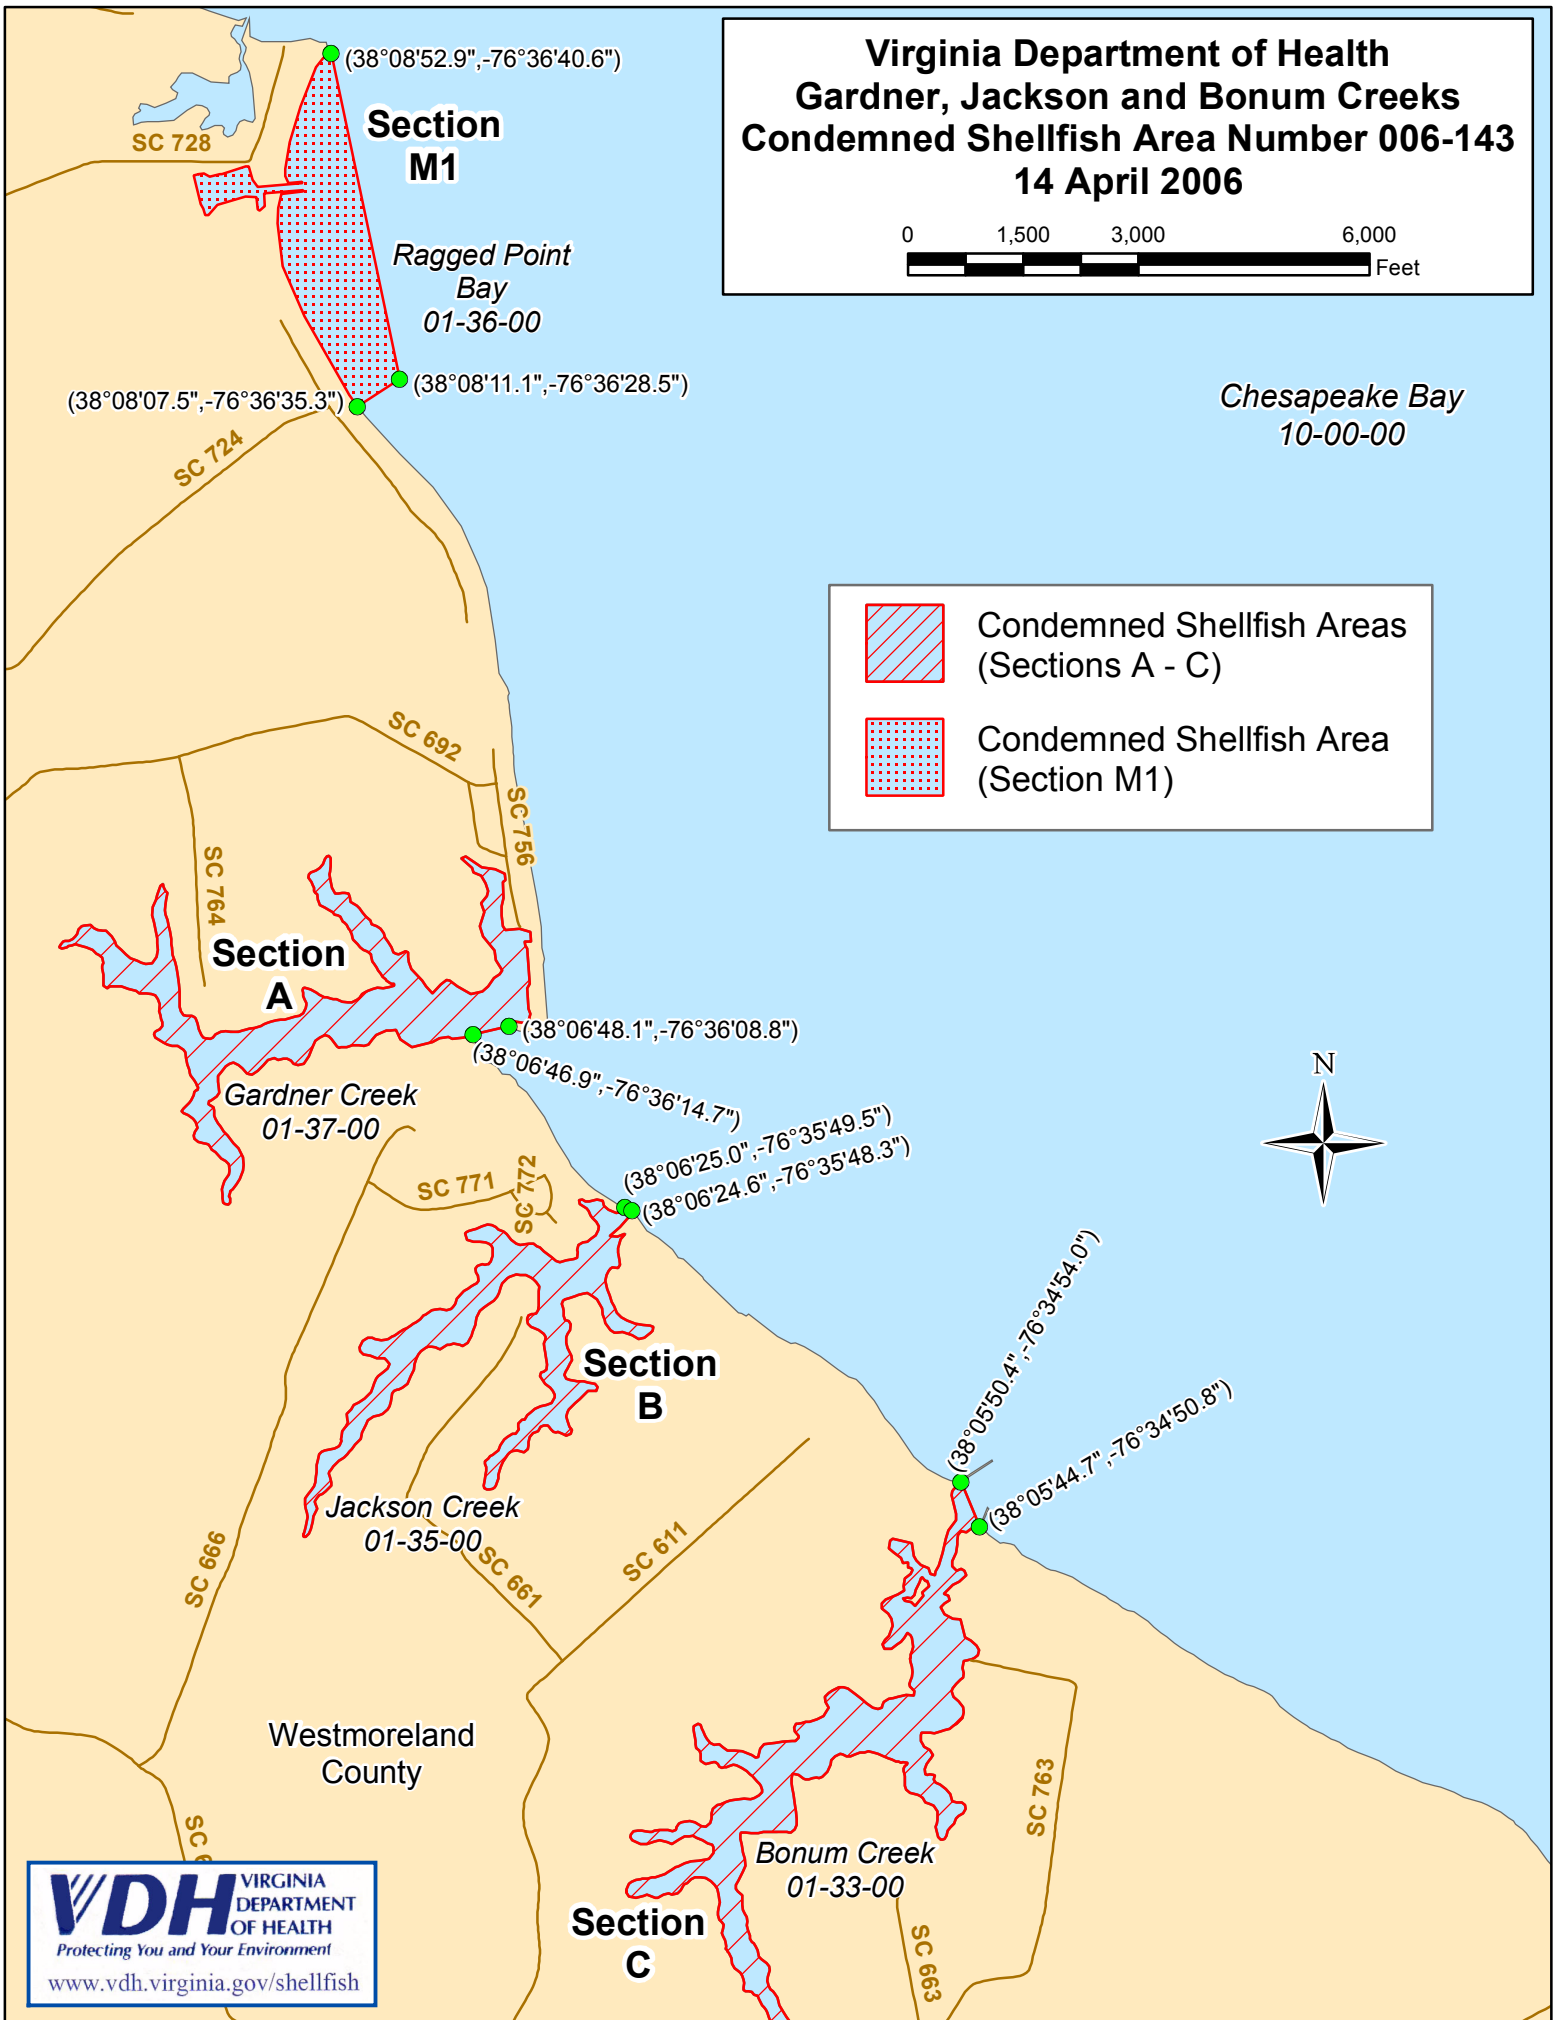 Virginia Department of Health
Gardner, Jackson and Bonum Creeks
Condemned Shellfish Area Number 006-143
14 April 2006
0 1,500 3,000 6,000
Feet
(38°08'52.9",-76°36'40.6")
Section
M1
SC 728
Ragged Point
Bay
01-36-00
(38°08'11.1",-76°36'28.5")
(38°08'07.5",-76°36'35.3")
Chesapeake Bay
10-00-00
SC 724
Condemned Shellfish Areas
(Sections A - C)
Condemned Shellfish Area
(Section M1)
SC 692
SC 756
SC 764
Section
A
(38°06'48.1",-76°36'08.8")
(38°06'46.9",-76°36'14.7")
Gardner Creek
01-37-00
N
(38°06'25.0",-76°35'49.5")
(38°06'24.6",-76°35'48.3")
SC 771
SC 772
Section
B
(38°05'50.4",-76°34'54.0")
(38°05'44.7",-76°34'50.8")
Jackson Creek
01-35-00
SC 666
SC 661
SC 611
Westmoreland
County
SC 763
SC 6
Bonum Creek
01-33-00
Section
C
SC 663
VDH VIRGINIA
DEPARTMENT
OF HEALTH
Protecting You and Your Environment
www.vdh.virginia.gov/shellfish